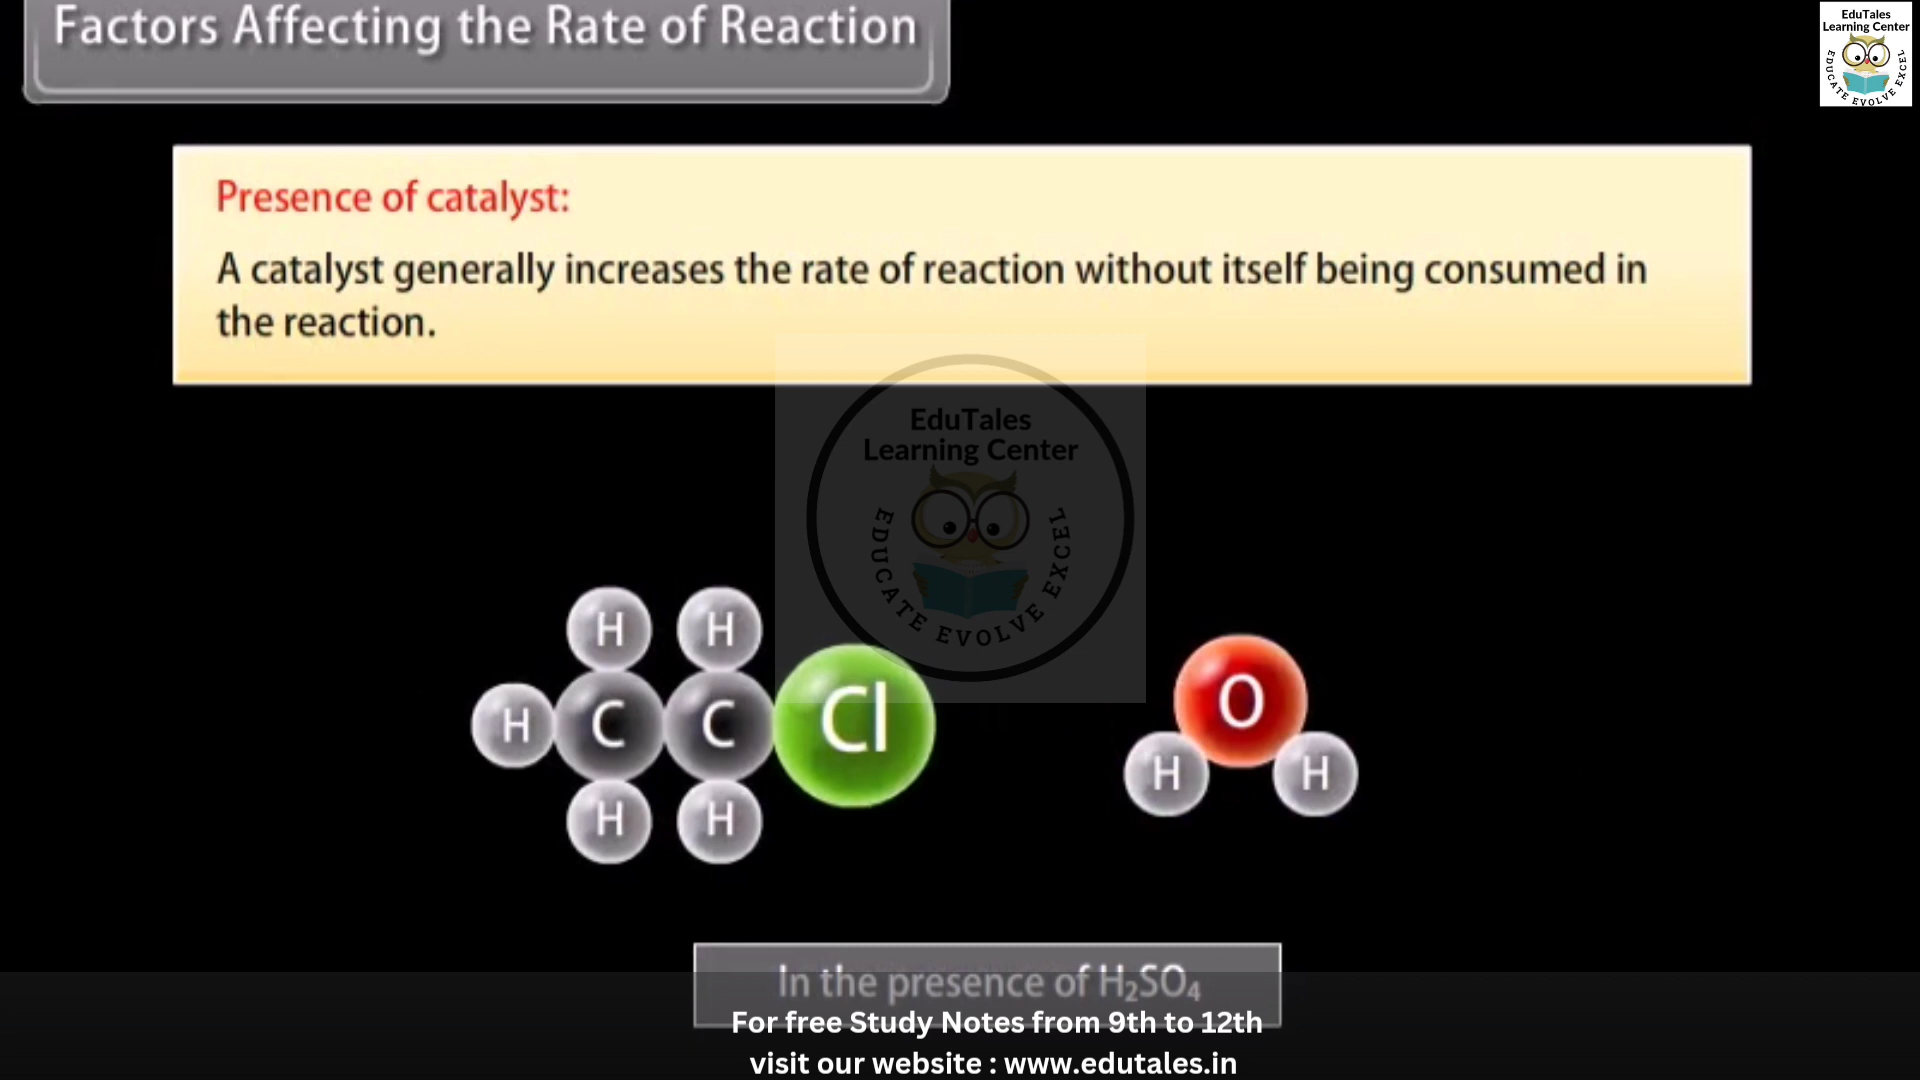 Factors Affecting the Rate of Reaction
EduTales
Learning Center
EDUCATE EVOLVE EXCEL
Presence of catalyst:
A catalyst generally increases the rate of reaction without itself being consumed in
the reaction.
EduTales
Learning Center
EDUCATE EVOLVE EXCEL
H H
H C C Cl
H H
O
H H
In the presence of H₂SO₄
For free Study Notes from 9th to 12th
visit our website : www.edutales.in